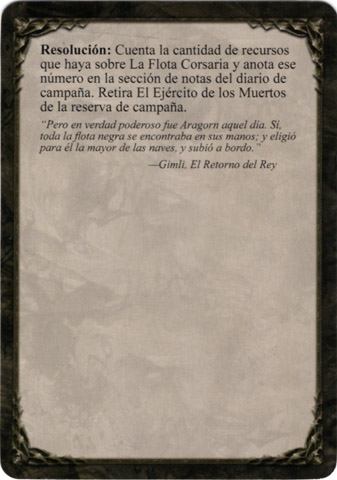 Resolución: Cuenta la cantidad de recursos
que haya sobre La Flota Corsaria y anota ese
número en la sección de notas del diario de
campaña. Retira El Ejército de los Muertos
de la reserva de campaña.
“Pero en verdad poderoso fue Aragorn aquel día. Sí,
toda la flota negra se encontraba en sus manos; y eligió
para él la mayor de las naves, y subió a bordo.”
—Gimli, El Retorno del Rey